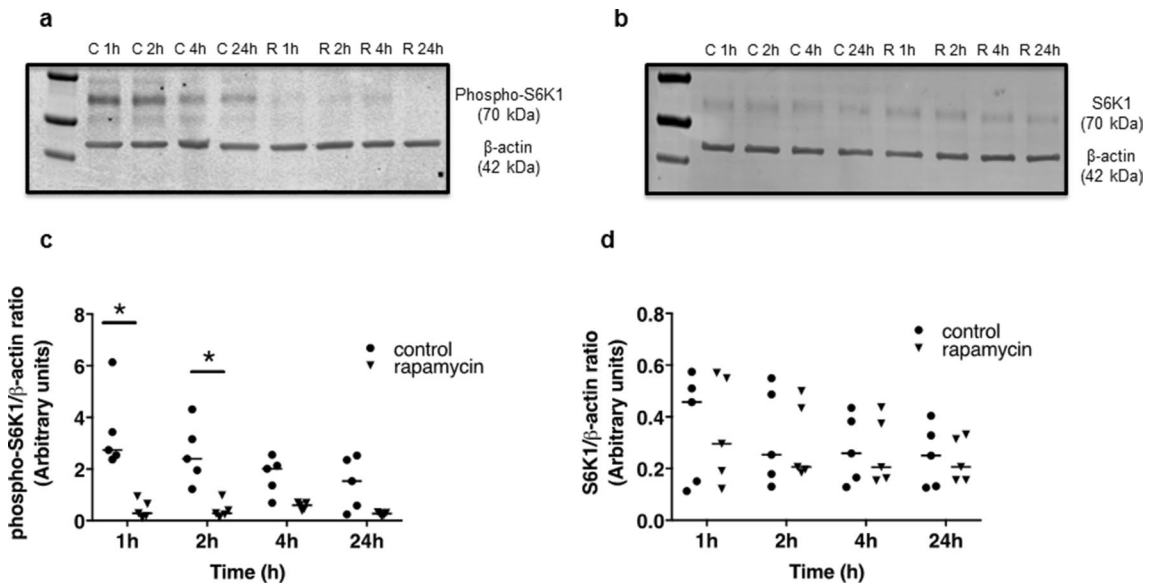 a
C 1h C 2h C 4h C 24h R 1h R 2h R 4h R 24h
Phospho-S6K1
(70 kDa)
β-actin
(42 kDa)
b
C 1h C 2h C 4h C 24h R 1h R 2h R 4h R 24h
S6K1
(70 kDa)
β-actin
(42 kDa)
c
phospho-S6K1/β-actin ratio
(Arbitrary units)
8
6
4
2
0
*
*
control
rapamycin
1h 2h 4h 24h
Time (h)
d
S6K1/β-actin ratio
(Arbitrary units)
0.8
0.6
0.4
0.2
0.0
control
rapamycin
1h 2h 4h 24h
Time (h)